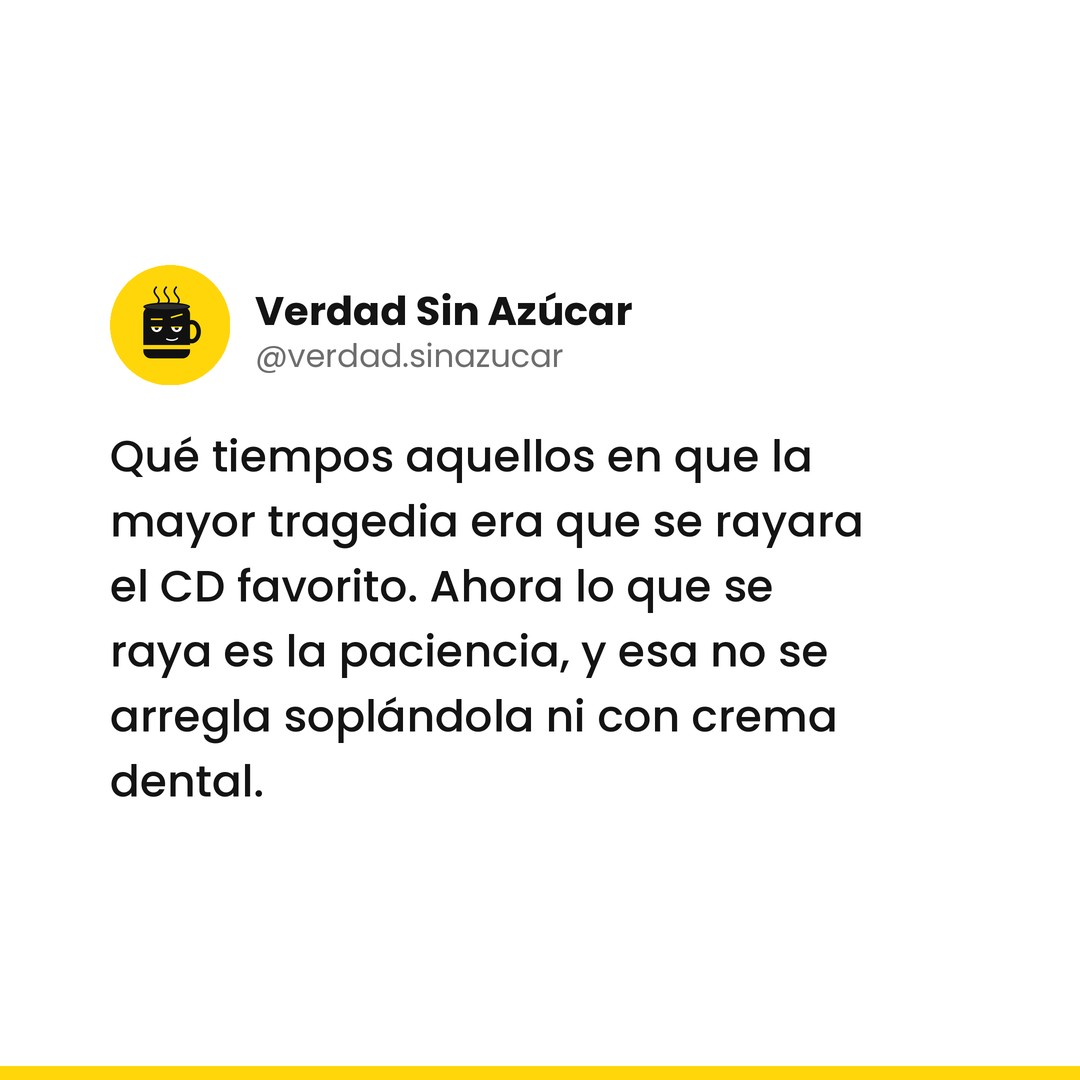 Verdad Sin Azúcar
@verdad.sinazucar
Qué tiempos aquellos en que la
mayor tragedia era que se rayara
el CD favorito. Ahora lo que se
raya es la paciencia, y esa no se
arregla soplándola ni con crema
dental.